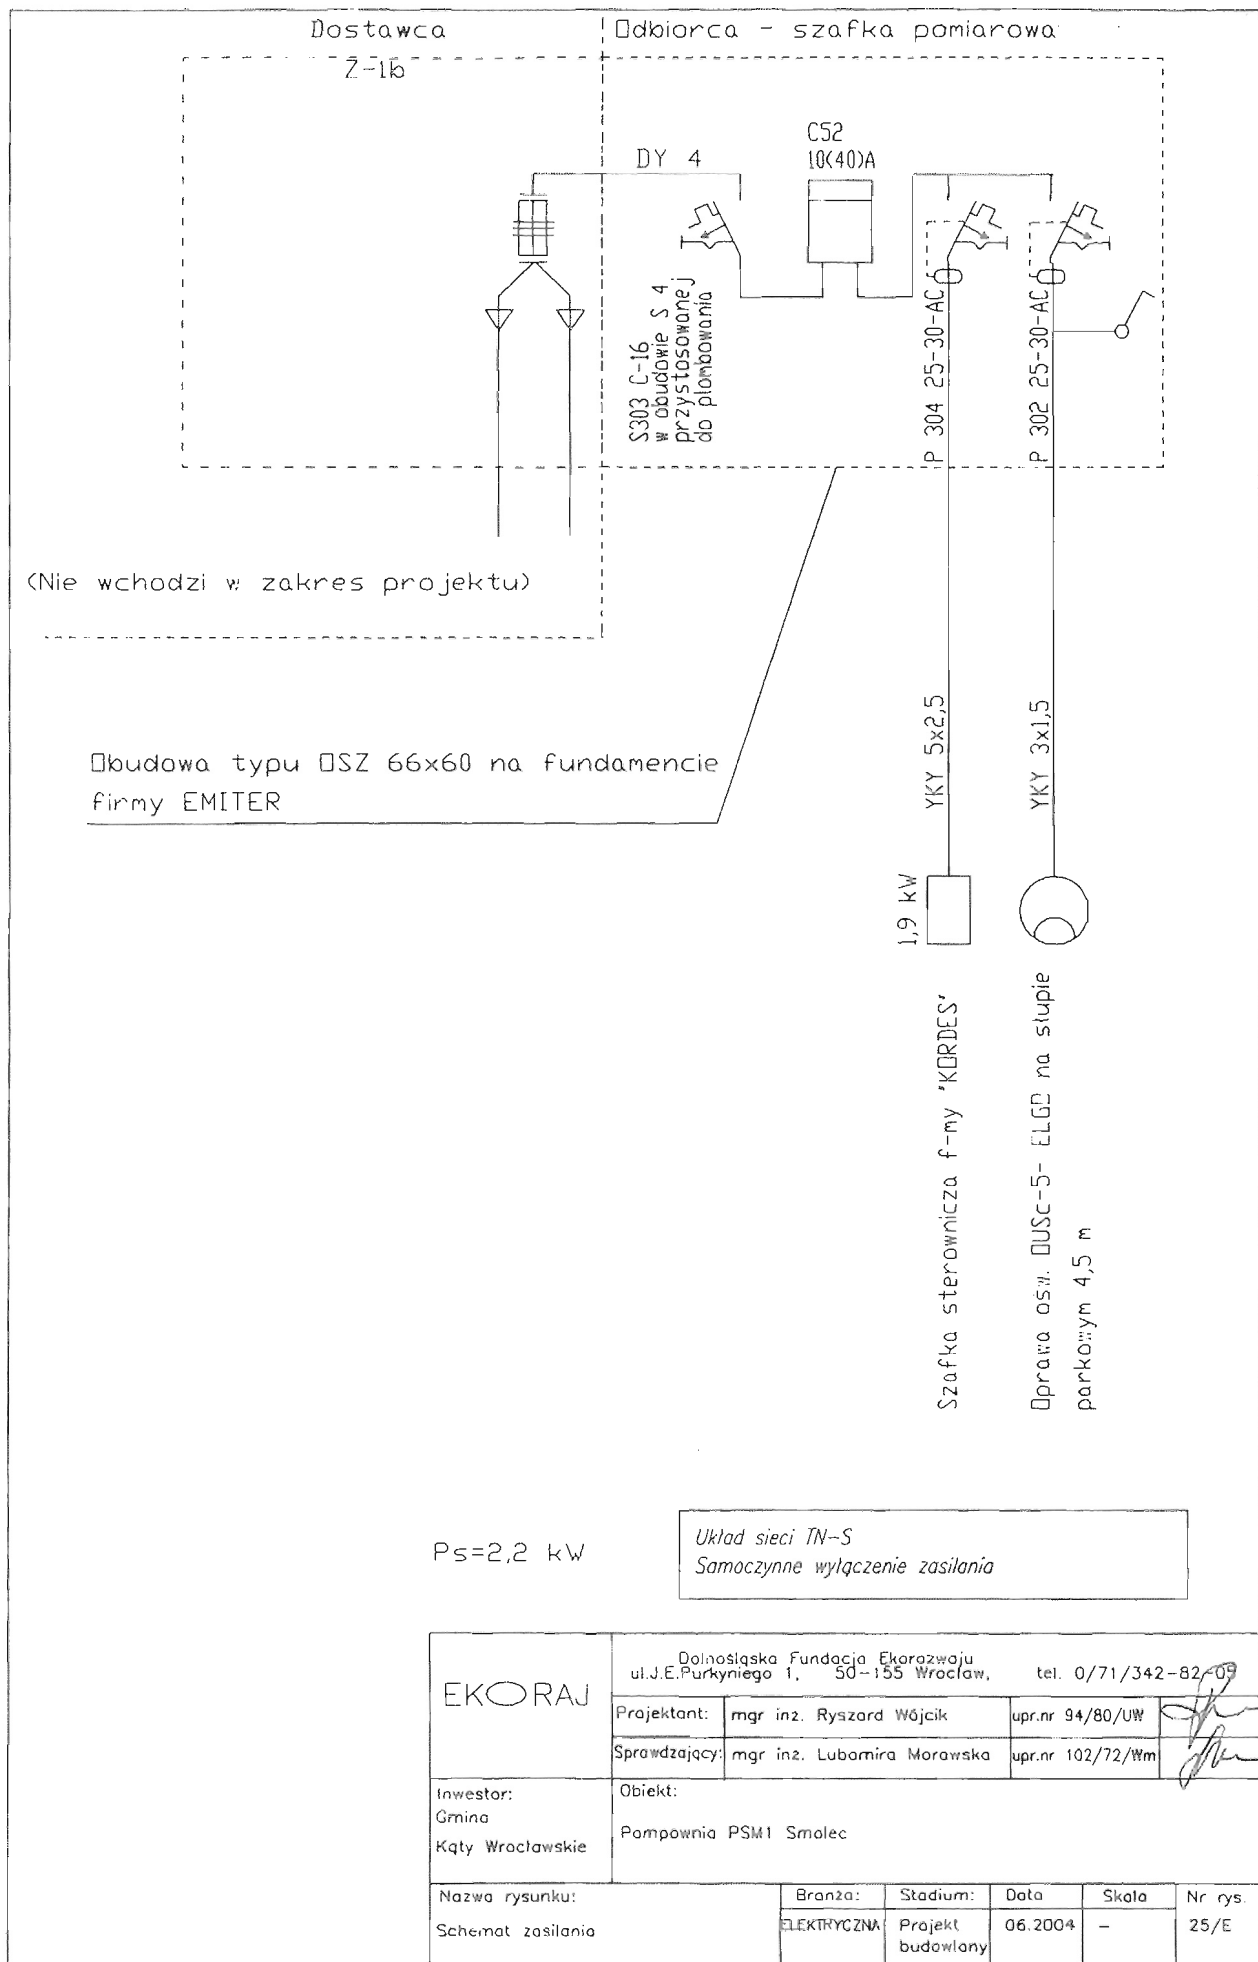 Dostawca
Odbiorca - szafka pomiarowa
Z-1b
DY 4
C52
10(40)A
S303 C-16
w obudowie S 4
przystosowanej
do plombowania
P 304 25-30-AC
P 302 25-30-AC
(Nie wchodzi w zakres projektu)
Obudowa typu OSZ 66x60 na fundamencie
firmy EMITER
YKY 5x2,5
YKY 3x1,5
1,9 kW
Szafka sterownicza f-my 'KORDES'
Oprawa ośw. OUSc-5- ELGO na słupie
parkowym 4,5 m
Ps=2,2 kW
Układ sieci TN-S
Samoczynne wyłączenie zasilania
EKORAJ
Dolnośląska Fundacja Ekorozwoju
ul.J.E.Purkyniego 1, 50-155 Wrocław, tel. 0/71/342-82-09
Projektant: mgr inż. Ryszard Wójcik upr.nr 94/80/UW
Sprawdzający: mgr inż. Lubomira Morawska upr.nr 102/72/Wm
Inwestor:
Gmina
Kąty Wrocławskie
Obiekt:
Pompownia PSM1 Smolec
Nazwa rysunku:
Schemat zasilania
Branża:
ELEKTRYCZNA
Stadium:
Projekt
budowlany
Data
06.2004
Skala
-
Nr rys.
25/E